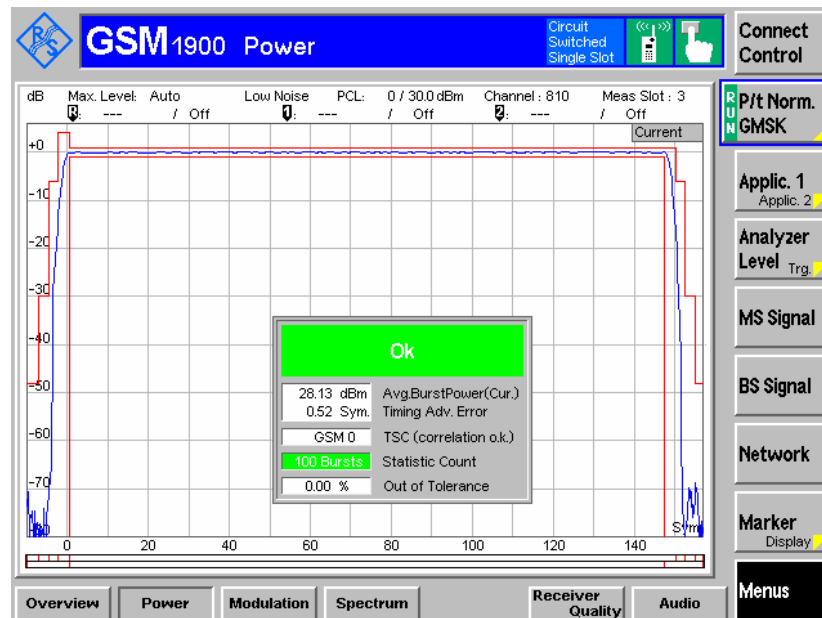 R&S
GSM 1900 Power
Circuit Switched Single Slot
Connect Control
dB Max. Level: Auto Low Noise PCL: 0 / 30.0 dBm Channel : 810 Meas Slot : 3
R: --- / Off 1: --- / Off 2: --- / Off
Current
RUN
P/t Norm. GMSK
Applic. 1
Applic. 2
Analyzer Level Trg.
MS Signal
BS Signal
Network
Marker
Display
Menus
+0
-10
-20
-30
-40
-50
-60
-70
-80
Ok
28.13 dBm Avg.BurstPower(Cur.)
0.52 Sym. Timing Adv. Error
GSM 0 TSC (correlation o.k.)
100 Bursts Statistic Count
0.00 % Out of Tolerance
Sym
0 20 40 60 80 100 120 140
Overview Power Modulation Spectrum Receiver Quality Audio